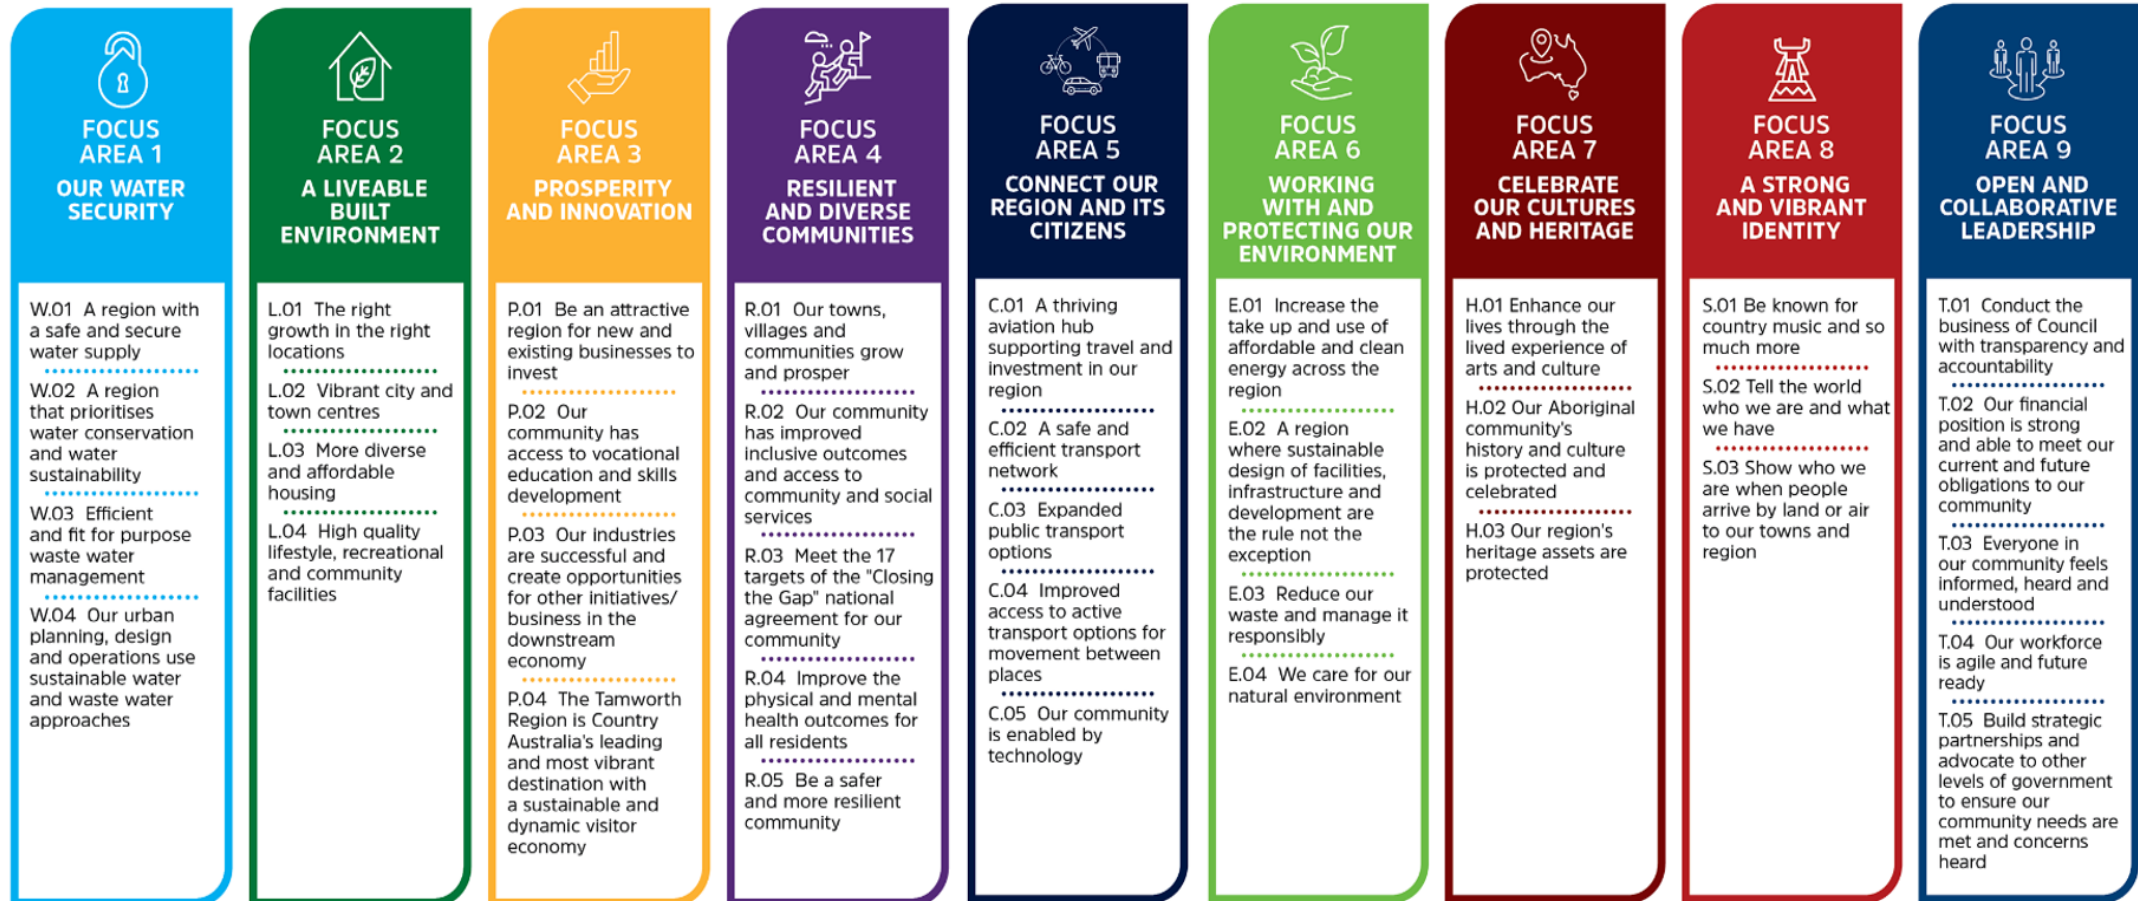 FOCUS
AREA 1
OUR WATER
SECURITY
W.01 A region with
a safe and secure
water supply
W.02 A region
that prioritises
water conservation
and water
sustainability
W.03 Efficient
and fit for purpose
waste water
management
W.04 Our urban
planning, design
and operations use
sustainable water
and waste water
approaches
FOCUS
AREA 2
A LIVEABLE
BUILT
ENVIRONMENT
L.01 The right
growth in the right
locations
L.02 Vibrant city and
town centres
L.03 More diverse
and affordable
housing
L.04 High quality
lifestyle, recreational
and community
facilities
FOCUS
AREA 3
PROSPERITY
AND INNOVATION
P.01 Be an attractive
region for new and
existing businesses to
invest
P.02 Our
community has
access to vocational
education and skills
development
P.03 Our industries
are successful and
create opportunities
for other initiatives/
business in the
downstream
economy
P.04 The Tamworth
Region is Country
Australia's leading
and most vibrant
destination with
a sustainable and
dynamic visitor
economy
FOCUS
AREA 4
RESILIENT
AND DIVERSE
COMMUNITIES
R.01 Our towns,
villages and
communities grow
and prosper
R.02 Our community
has improved
inclusive outcomes
and access to
community and social
services
R.03 Meet the 17
targets of the "Closing
the Gap" national
agreement for our
community
R.04 Improve the
physical and mental
health outcomes for
all residents
R.05 Be a safer
and more resilient
community
FOCUS
AREA 5
CONNECT OUR
REGION AND ITS
CITIZENS
C.01 A thriving
aviation hub
supporting travel and
investment in our
region
C.02 A safe and
efficient transport
network
C.03 Expanded
public transport
options
C.04 Improved
access to active
transport options for
movement between
places
C.05 Our community
is enabled by
technology
FOCUS
AREA 6
WORKING
WITH AND
PROTECTING OUR
ENVIRONMENT
E.01 Increase the
take up and use of
affordable and clean
energy across the
region
E.02 A region
where sustainable
design of facilities,
infrastructure and
development are
the rule not the
exception
E.03 Reduce our
waste and manage it
responsibly
E.04 We care for our
natural environment
FOCUS
AREA 7
CELEBRATE
OUR CULTURES
AND HERITAGE
H.01 Enhance our
lives through the
lived experience of
arts and culture
H.02 Our Aboriginal
community's
history and culture
is protected and
celebrated
H.03 Our region's
heritage assets are
protected
FOCUS
AREA 8
A STRONG
AND VIBRANT
IDENTITY
S.01 Be known for
country music and so
much more
S.02 Tell the world
who we are and what
we have
S.03 Show who we
are when people
arrive by land or air
to our towns and
region
FOCUS
AREA 9
OPEN AND
COLLABORATIVE
LEADERSHIP
T.01 Conduct the
business of Council
with transparency and
accountability
T.02 Our financial
position is strong
and able to meet our
current and future
obligations to our
community
T.03 Everyone in
our community feels
informed, heard and
understood
T.04 Our workforce
is agile and future
ready
T.05 Build strategic
partnerships and
advocate to other
levels of government
to ensure our
community needs are
met and concerns
heard